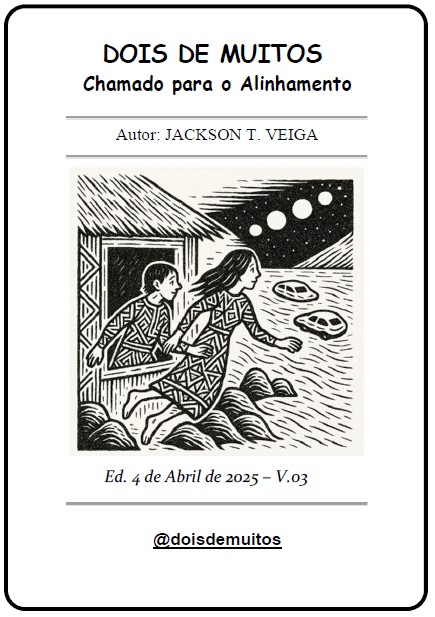 DOIS DE MUITOS
Chamado para o Alinhamento
Autor: JACKSON T. VEIGA
Ed. 4 de Abril de 2025 – V.03
@doisdemuitos